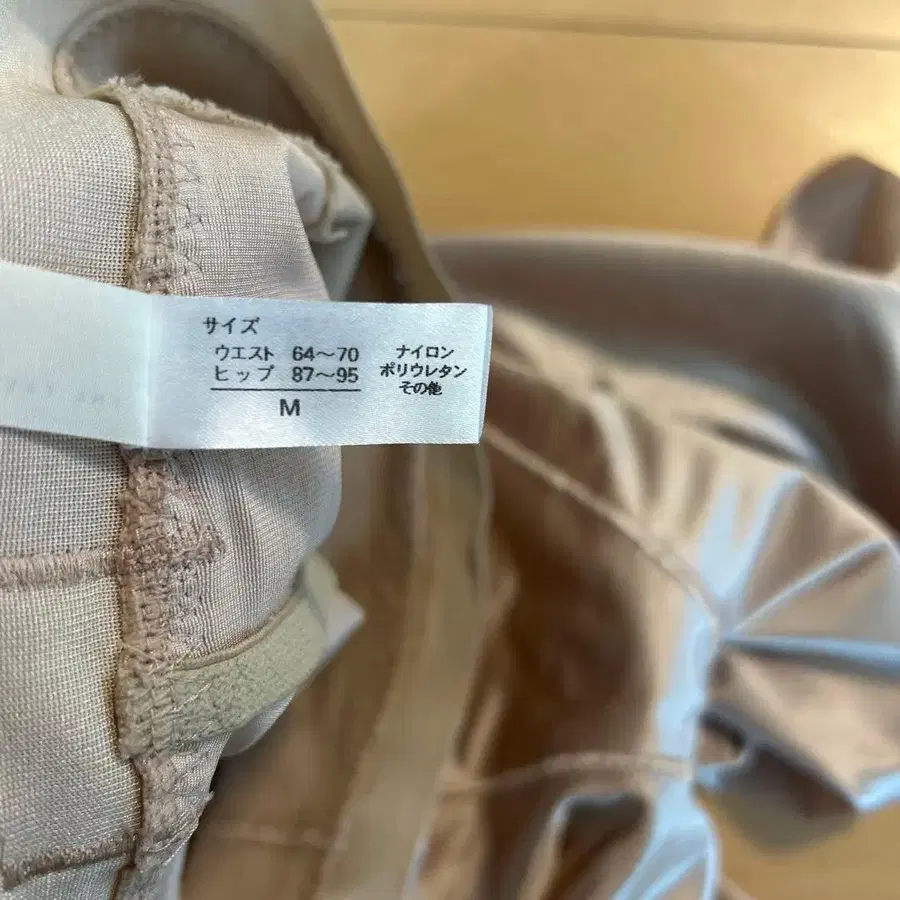 サイズ
ウエスト 64～70
ヒップ 87～95
M
ナイロン
ポリウレタン
その他